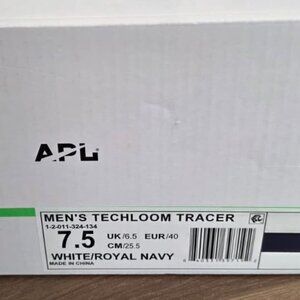 APL
MEN'S TECHLOOM TRACER
1-2-011-324-134
7.5 UK/6.5 EUR/40
CM/25.5
WHITE/ROYAL NAVY
MADE IN CHINA